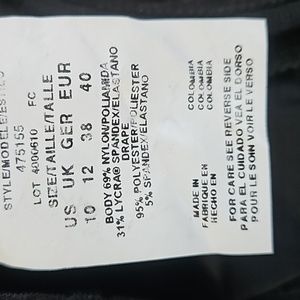 STYLE/MODELE/ESTILO
475155
LOT 4000610 FC
SIZE/TAILLE/TALLE
US UK GER EUR
10 12 38 40
BODY 69% NYLON/POLIAMIDA
31% LYCRA® SPANDEX/ELASTANO
DRAPE
95% POLYESTER/POLIESTER
5% SPANDEX/ELASTANO
MADE IN COLOMBIA
FABRIQUE EN COLOMBIA
HECHO EN COLOMBIA
FOR CARE SEE REVERSE SIDE
PARA EL CUIDADO VEA EL DORSO
POUR LE SOIN VOIR LE VERSO